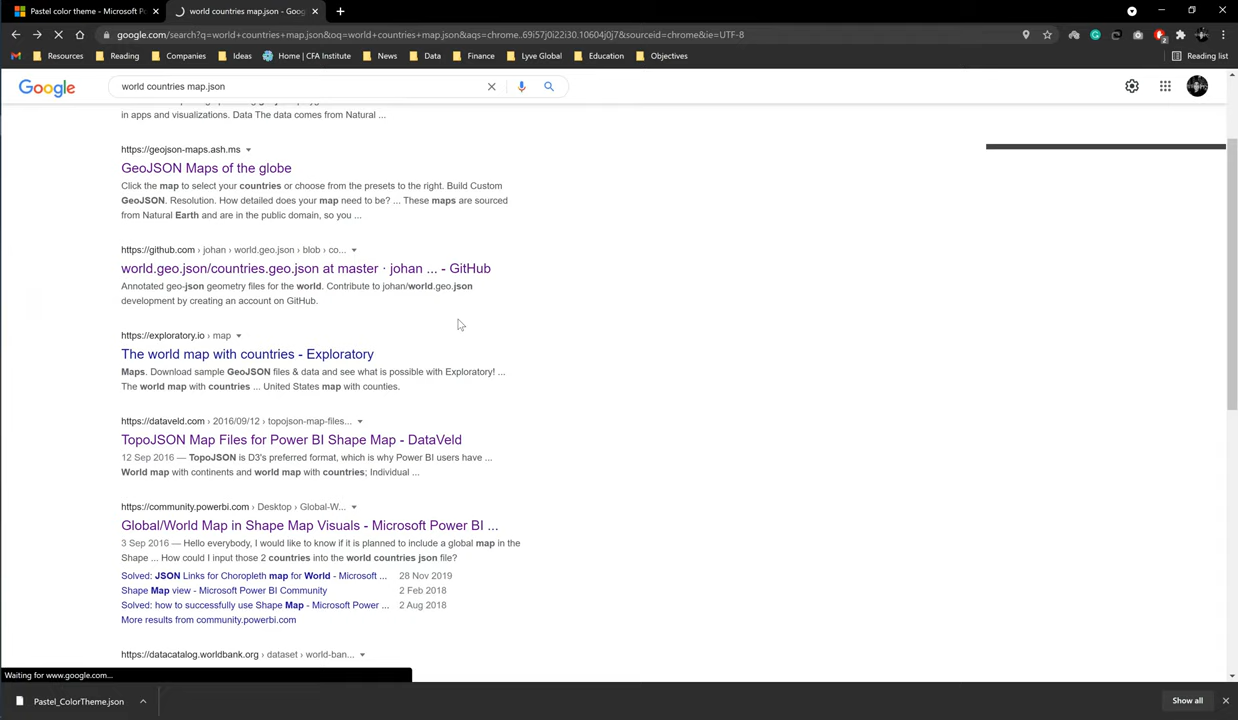 Pastel color theme - Microsoft P
world countries map.json - Goog
google.com/search?q=world+countries+map.json&oq=world+countries+map.json&aqs=chrome..69i57j0i22i30.10604j0j7&sourceid=chrome&ie=UTF-8
Resources Reading Companies Ideas Home | CFA Institute News Data Finance Lyve Global Education Objectives Reading list
Google world countries map.json
in apps and visualizations. Data The data comes from Natural ...
https://geojson-maps.ash.ms
GeoJSON Maps of the globe
Click the map to select your countries or choose from the presets to the right. Build Custom
GeoJSON. Resolution. How detailed does your map need to be? ... These maps are sourced
from Natural Earth and are in the public domain, so you ...
https://github.com › johan › world.geo.json › blob › co...
world.geo.json/countries.geo.json at master · johan ... - GitHub
Annotated geo-json geometry files for the world. Contribute to johan/world.geo.json
development by creating an account on GitHub.
https://exploratory.io › map
The world map with countries - Exploratory
Maps. Download sample GeoJSON files & data and see what is possible with Exploratory! ...
The world map with countries ... United States map with counties.
https://dataveld.com › 2016/09/12 › topojson-map-files...
TopoJSON Map Files for Power BI Shape Map - DataVeld
12 Sep 2016 — TopoJSON is D3's preferred format, which is why Power BI users have ...
World map with continents and world map with countries; Individual ...
https://community.powerbi.com › Desktop › Global-W...
Global/World Map in Shape Map Visuals - Microsoft Power BI ...
3 Sep 2016 — Hello everybody, I would like to know if it is planned to include a global map in the
Shape ... How could I input those 2 countries into the world countries json file?
Solved: JSON Links for Choropleth map for World - Microsoft ... 28 Nov 2019
Shape Map view - Microsoft Power BI Community 2 Feb 2018
Solved: how to successfully use Shape Map - Microsoft Power ... 2 Aug 2018
More results from community.powerbi.com
https://datacatalog.worldbank.org › dataset › world-ban...
Waiting for www.google.com...
Pastel_ColorTheme.json Show all